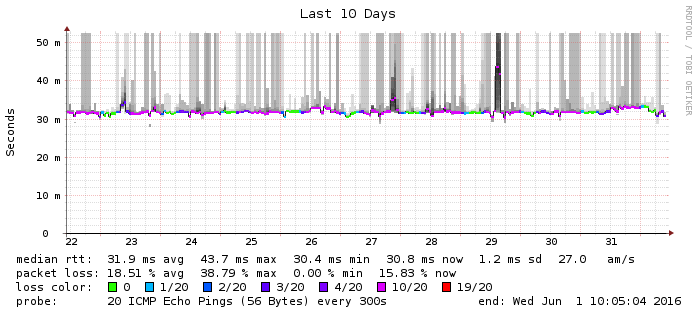 Last 10 Days
RRDTOOL / TOBI OETIKER
Seconds
50 m
40 m
30 m
20 m
10 m
0
22 23 24 25 26 27 28 29 30 31
median rtt: 31.9 ms avg 43.7 ms max 30.4 ms min 30.8 ms now 1.2 ms sd 27.0 am/s
packet loss: 18.51 % avg 38.79 % max 0.00 % min 15.83 % now
loss color: 0 1/20 2/20 3/20 4/20 10/20 19/20
probe: 20 ICMP Echo Pings (56 Bytes) every 300s end: Wed Jun 1 10:05:04 2016